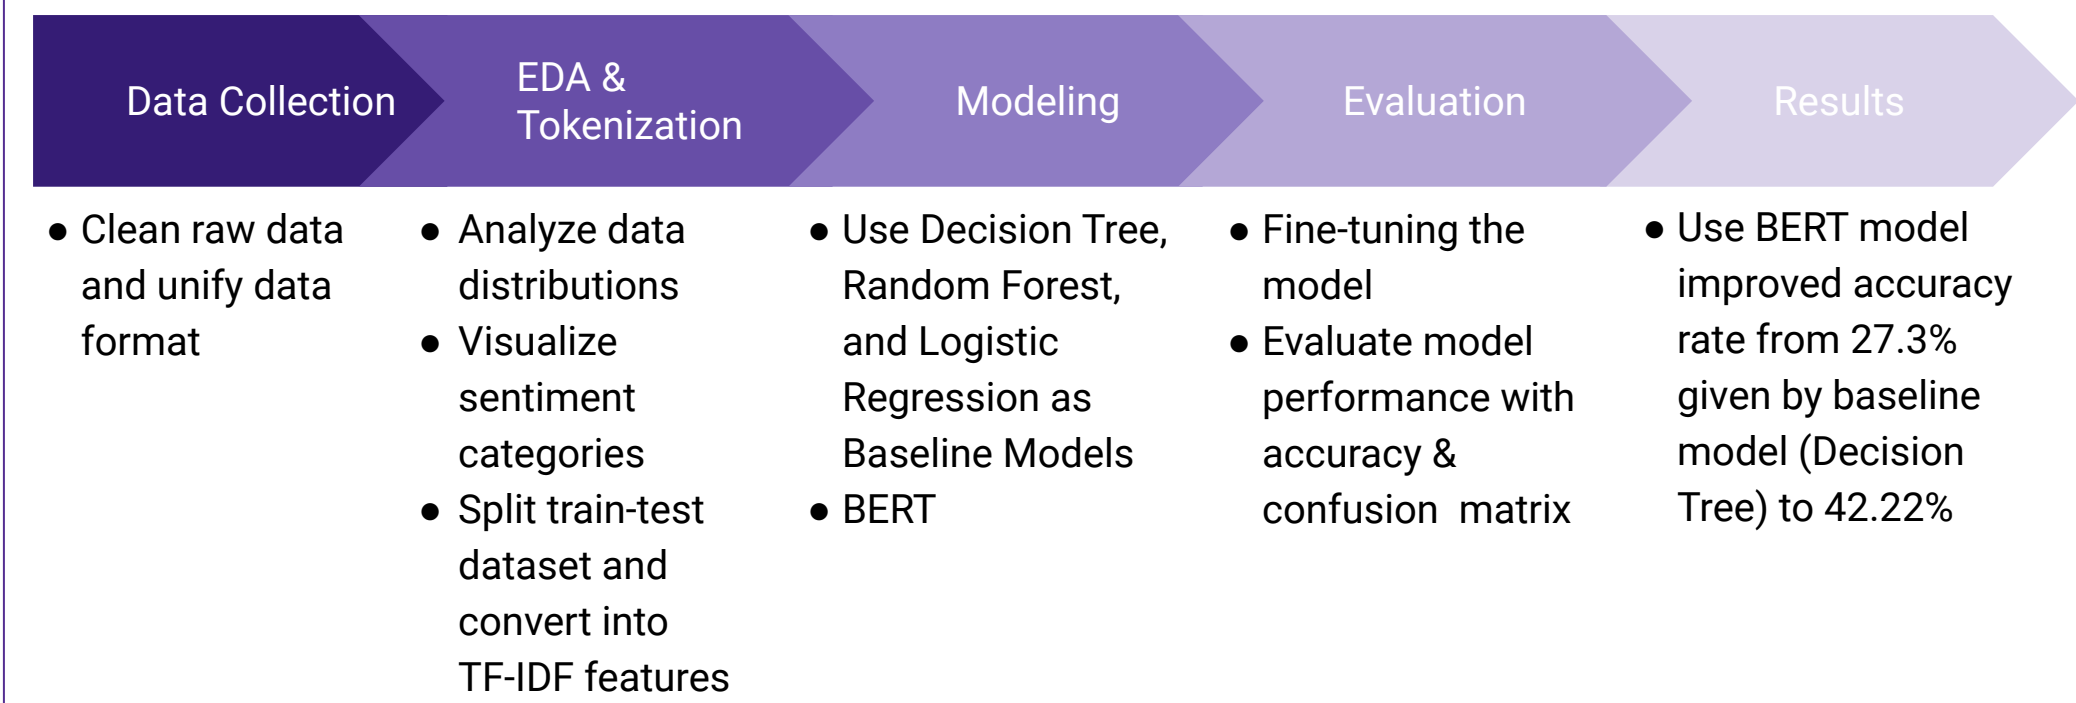 Data Collection
EDA &
Tokenization
Modeling
Evaluation
Results
● Clean raw data
and unify data
format
● Analyze data
distributions
● Visualize
sentiment
categories
● Split train-test
dataset and
convert into
TF-IDF features
● Use Decision Tree,
Random Forest,
and Logistic
Regression as
Baseline Models
● BERT
● Fine-tuning the
model
● Evaluate model
performance with
accuracy &
confusion  matrix
● Use BERT model
improved accuracy
rate from 27.3%
given by baseline
model (Decision
Tree) to 42.22%